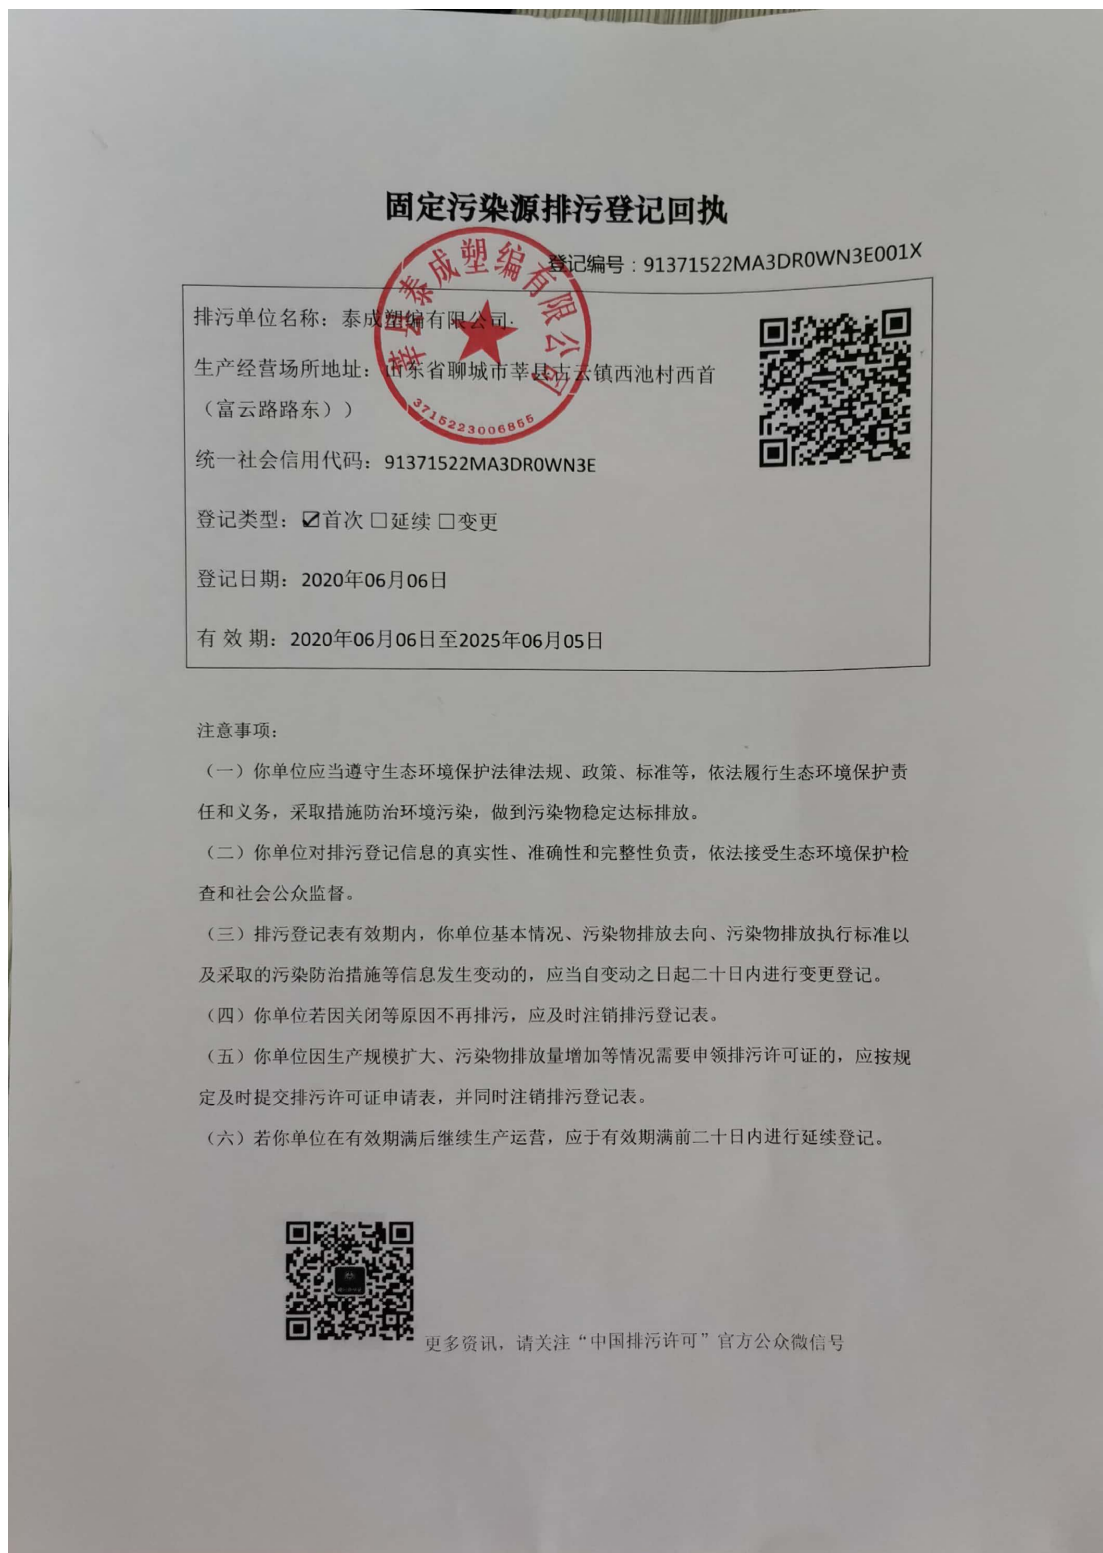 固定污染源排污登记回执
登记编号：91371522MA3DR0WN3E001X
排污单位名称：泰成塑编有限公司
生产经营场所地址：山东省聊城市莘县古云镇西池村西首
（富云路路东））
统一社会信用代码：91371522MA3DR0WN3E
登记类型：☑首次 ☐延续 ☐变更
登记日期：2020年06月06日
有 效 期：2020年06月06日至2025年06月05日
莘县泰成塑编有限公司
3715223006855
注意事项：
（一）你单位应当遵守生态环境保护法律法规、政策、标准等，依法履行生态环境保护责
任和义务，采取措施防治环境污染，做到污染物稳定达标排放。
（二）你单位对排污登记信息的真实性、准确性和完整性负责，依法接受生态环境保护检
查和社会公众监督。
（三）排污登记表有效期内，你单位基本情况、污染物排放去向、污染物排放执行标准以
及采取的污染防治措施等信息发生变动的，应当自变动之日起二十日内进行变更登记。
（四）你单位若因关闭等原因不再排污，应及时注销排污登记表。
（五）你单位因生产规模扩大、污染物排放量增加等情况需要申领排污许可证的，应按规
定及时提交排污许可证申请表，并同时注销排污登记表。
（六）若你单位在有效期满后继续生产运营，应于有效期满前二十日内进行延续登记。
更多资讯，请关注“中国排污许可”官方公众微信号